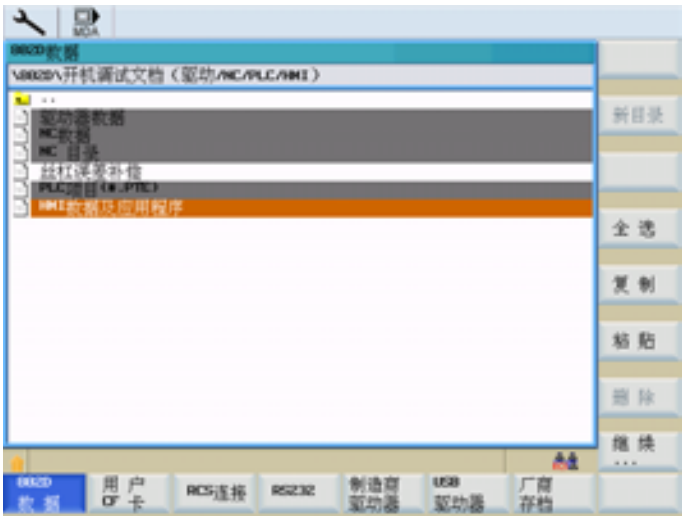 MDA
802D数据
\802D\开机调试文档（驱动/NC/PLC/HMI）
..
驱动器数据
NC数据
NC 目录
丝杠误差补偿
PLC项目(*.PTE)
HMI数据及应用程序
新目录
全 选
复 制
粘 贴
删 除
继 续
...
802D
数 据
用 户
CF 卡
RCS连接
RS232
制造商
驱动器
USB
驱动器
厂商
存档